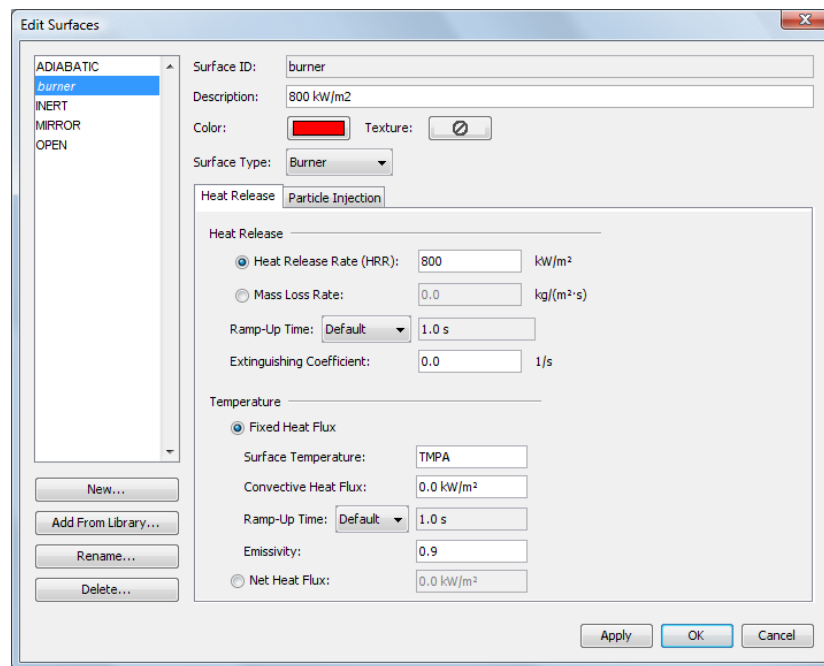 Edit Surfaces
x
ADIABATIC
burner
INERT
MIRROR
OPEN
New...
Add From Library...
Rename...
Delete...
Surface ID: burner
Description: 800 kW/m2
Color: Texture:
Surface Type: Burner
Heat Release Particle Injection
Heat Release
Heat Release Rate (HRR): 800 kW/m²
Mass Loss Rate: 0.0 kg/(m²·s)
Ramp-Up Time: Default 1.0 s
Extinguishing Coefficient: 0.0 1/s
Temperature
Fixed Heat Flux
Surface Temperature: TMPA
Convective Heat Flux: 0.0 kW/m²
Ramp-Up Time: Default 1.0 s
Emissivity: 0.9
Net Heat Flux: 0.0 kW/m²
Apply OK Cancel